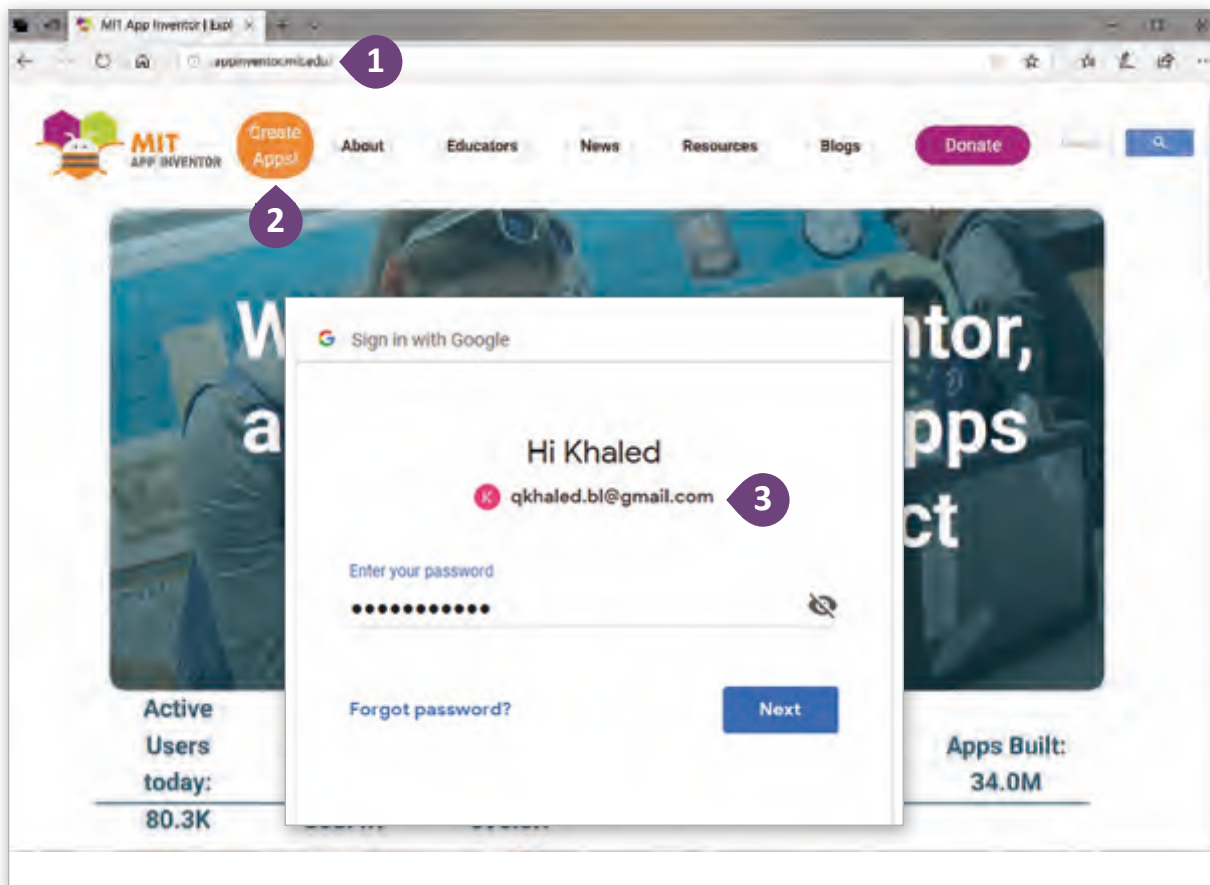 MIT App Inventor | Expl
appinventor.mit.edu/
1
MIT
APP INVENTOR
Create
Apps!
About
Educators
News
Resources
Blogs
Donate
2
W
ntor,
a
pps
ct
Sign in with Google
Hi Khaled
K
qkhaled.bl@gmail.com
3
Enter your password
•••••••••••
Forgot password?
Next
Active
Users
today:
80.3K
Apps Built:
34.0M